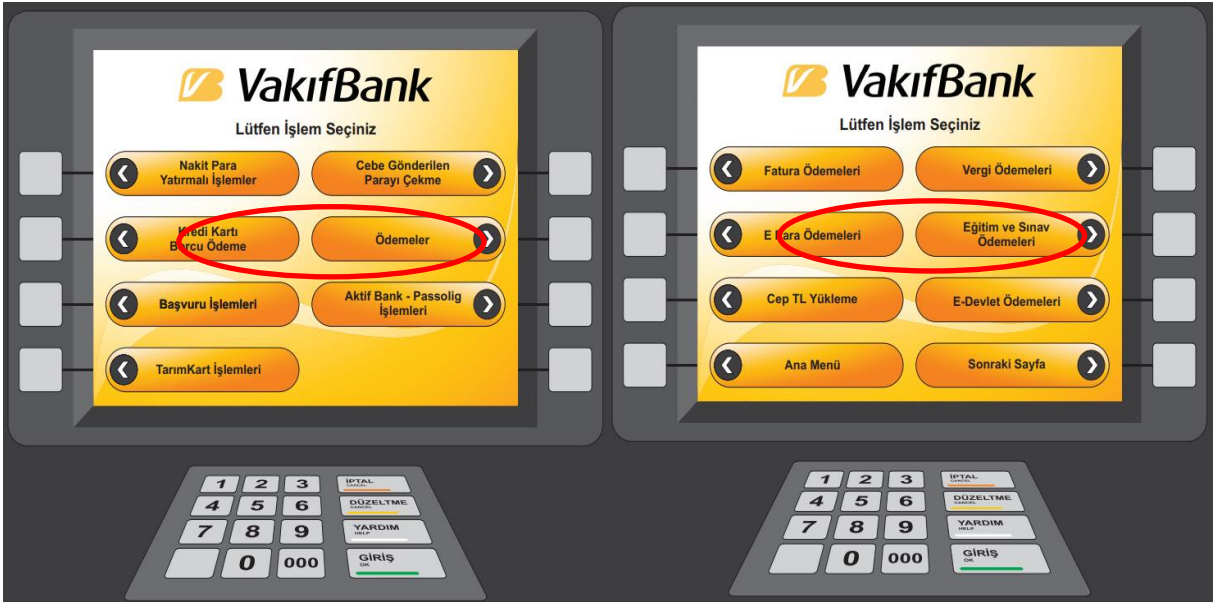 VakıfBank
Lütfen İşlem Seçiniz
Nakit Para
Yatırmalı İşlemler
Cebe Gönderilen
Parayı Çekme
Kredi Kartı
Borcu Ödeme
Ödemeler
Başvuru İşlemleri
Aktif Bank - Passolig
İşlemleri
TarımKart İşlemleri
1 2 3 İPTAL
CANCEL
4 5 6 DÜZELTME
CANCEL
7 8 9 YARDIM
HELP
0 000 GİRİŞ
OK
VakıfBank
Lütfen İşlem Seçiniz
Fatura Ödemeleri
Vergi Ödemeleri
E Para Ödemeleri
Eğitim ve Sınav
Ödemeleri
Cep TL Yükleme
E-Devlet Ödemeleri
Ana Menü
Sonraki Sayfa
1 2 3 İPTAL
CANCEL
4 5 6 DÜZELTME
CANCEL
7 8 9 YARDIM
HELP
0 000 GİRİŞ
OK